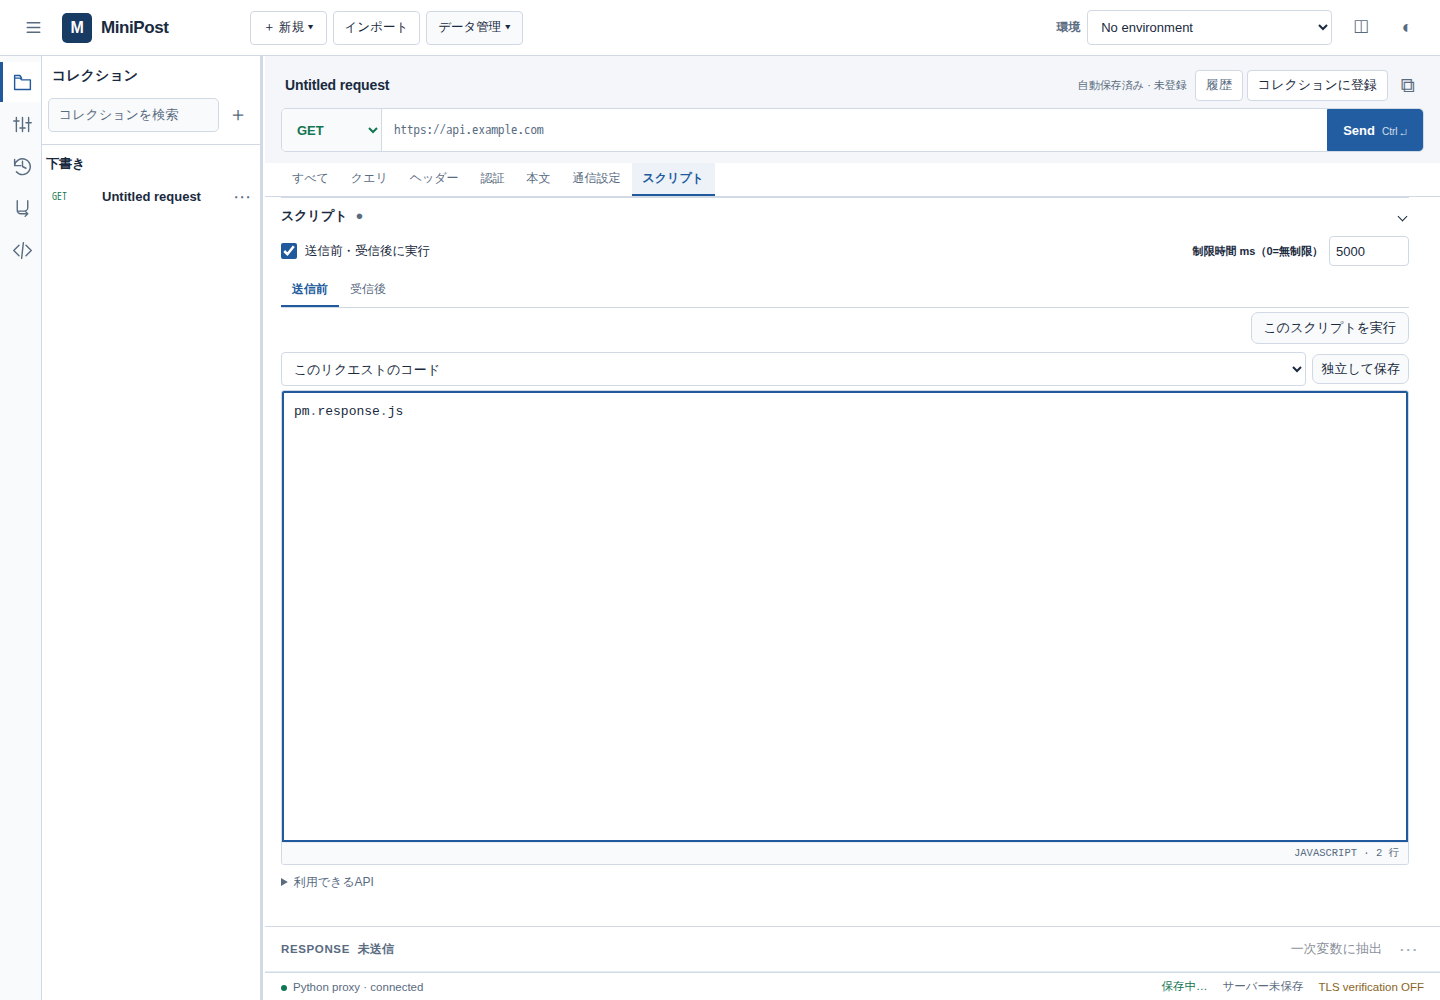 M MiniPost
＋ 新規 ▾ インポート データ管理 ▾
環境 No environment
コレクション
コレクションを検索 ＋
下書き
GET Untitled request ...
Untitled request
自動保存済み · 未登録 履歴 コレクションに登録
GET https://api.example.com Send Ctrl ⏎
すべて クエリ ヘッダー 認証 本文 通信設定 スクリプト
スクリプト ●
送信前・受信後に実行 制限時間 ms（0=無制限） 5000
送信前 受信後
このスクリプトを実行
このリクエストのコード 独立して保存
pm.response.js
JAVASCRIPT · 2 行
▶ 利用できるAPI
RESPONSE 未送信 一次変数に抽出 ...
● Python proxy · connected 保存中… サーバー未保存 TLS verification OFF